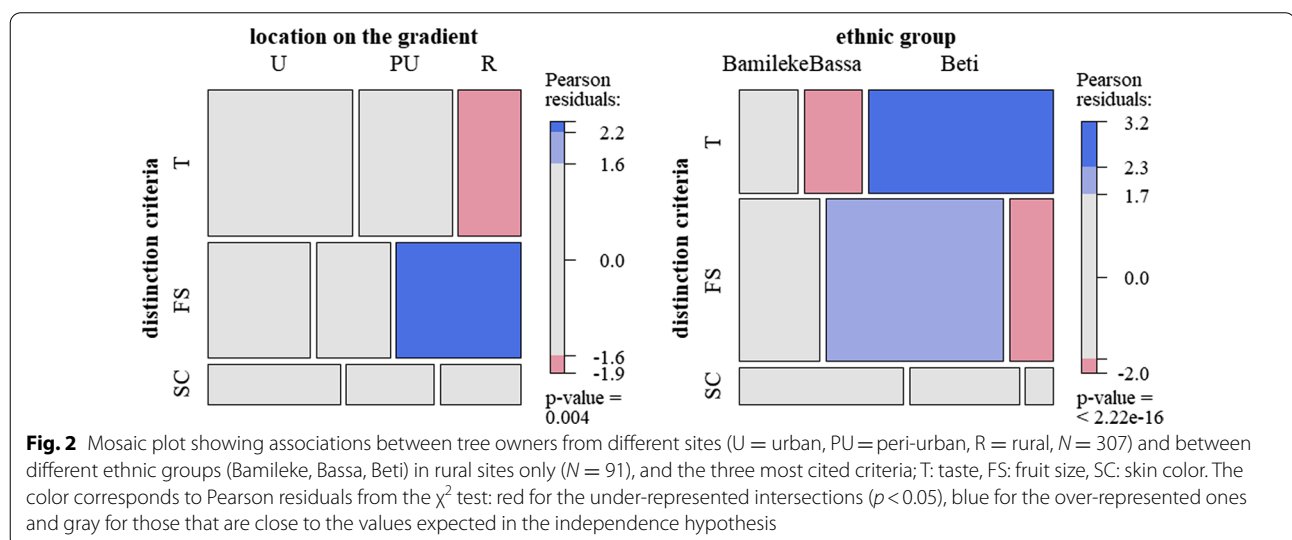 location on the gradient
U PU R
distinction criteria
T
FS
SC
Pearson
residuals:
2.2
1.6
0.0
-1.6
-1.9
p-value =
0.004
ethnic group
Bamileke Bassa Beti
distinction criteria
T
FS
SC
Pearson
residuals:
3.2
2.3
1.7
0.0
-2.0
p-value =
< 2.22e-16
Fig. 2 Mosaic plot showing associations between tree owners from different sites (U = urban, PU = peri-urban, R = rural, N = 307) and between
different ethnic groups (Bamileke, Bassa, Beti) in rural sites only (N = 91), and the three most cited criteria; T: taste, FS: fruit size, SC: skin color. The
color corresponds to Pearson residuals from the χ² test: red for the under-represented intersections (p < 0.05), blue for the over-represented ones
and gray for those that are close to the values expected in the independence hypothesis